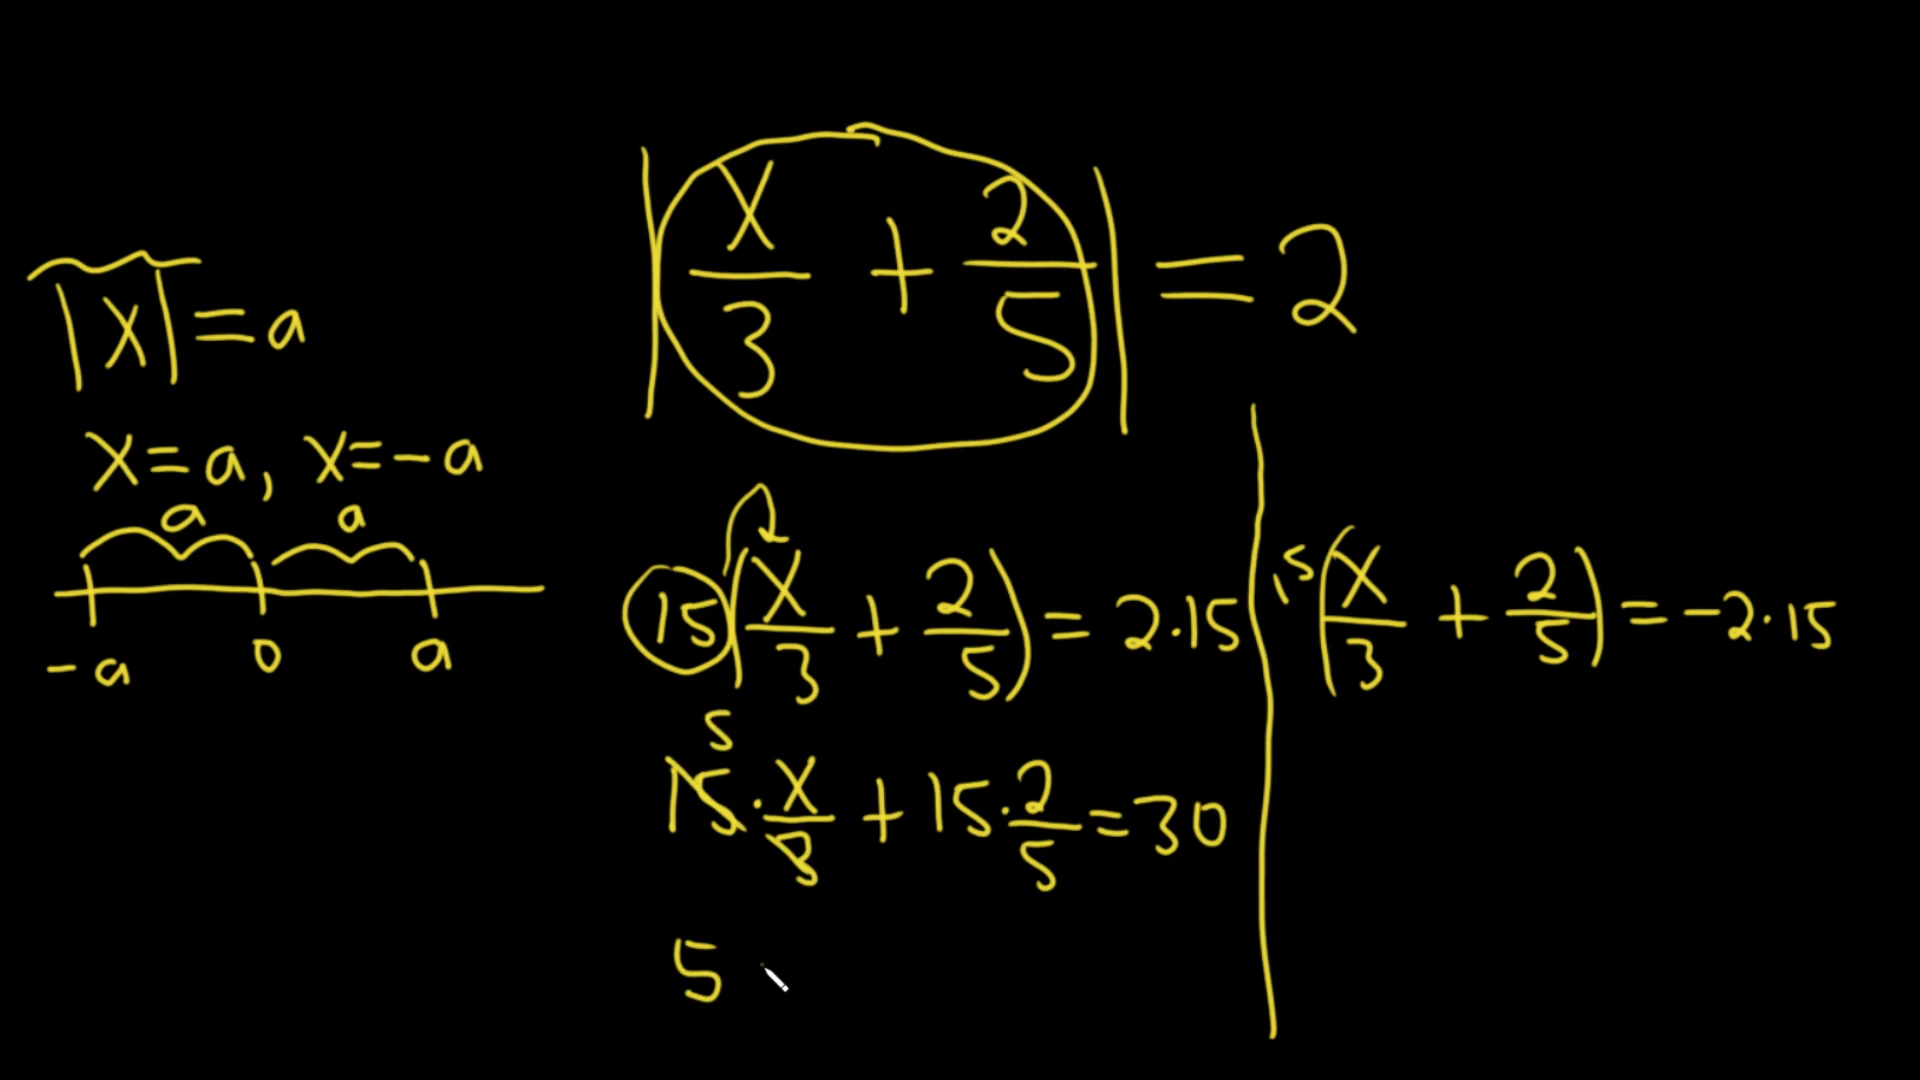 |x/3 + 2/5| = 2
|x| = a
x = a, x = -a
a a
-a 0 a
15(x/3 + 2/5) = 2·15
15(x/3 + 2/5) = -2·15
5
15·x/3 + 15·2/5 = 30
5